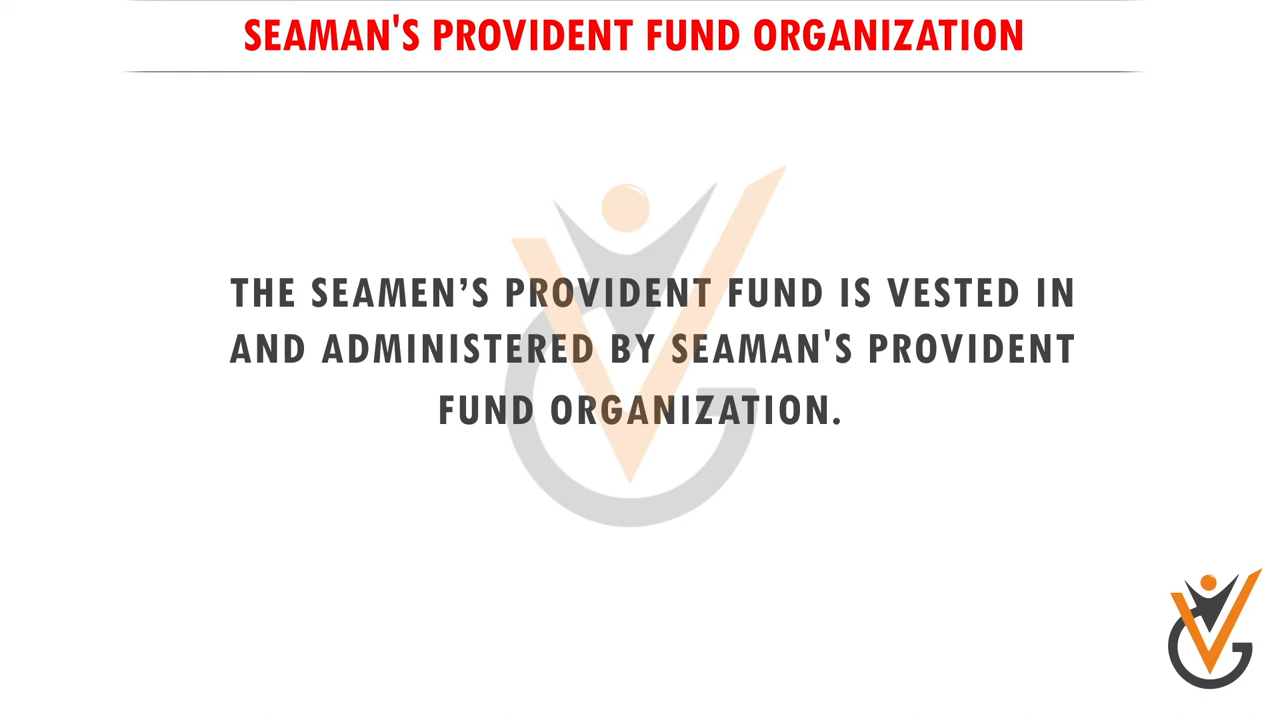 SEAMAN'S PROVIDENT FUND ORGANIZATION
THE SEAMEN’S PROVIDENT FUND IS VESTED IN
AND ADMINISTERED BY SEAMAN'S PROVIDENT
FUND ORGANIZATION.